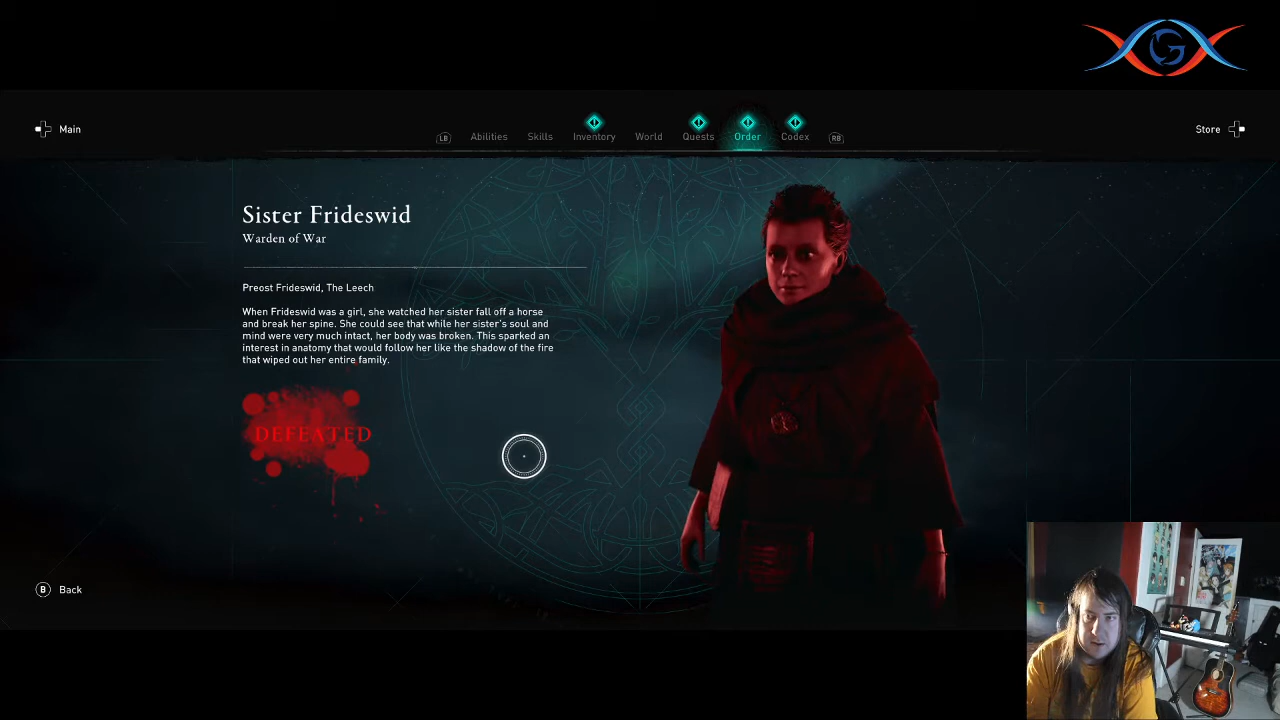 Main
LB
Abilities
Skills
Inventory
World
Quests
Order
Codex
RB
Store
Sister Frideswid
Warden of War
Preost Frideswid, The Leech
When Frideswid was a girl, she watched her sister fall off a horse
and break her spine. She could see that while her sister's soul and
mind were very much intact, her body was broken. This sparked an
interest in anatomy that would follow her like the shadow of the fire
that wiped out her entire family.
DEFEATED
B Back